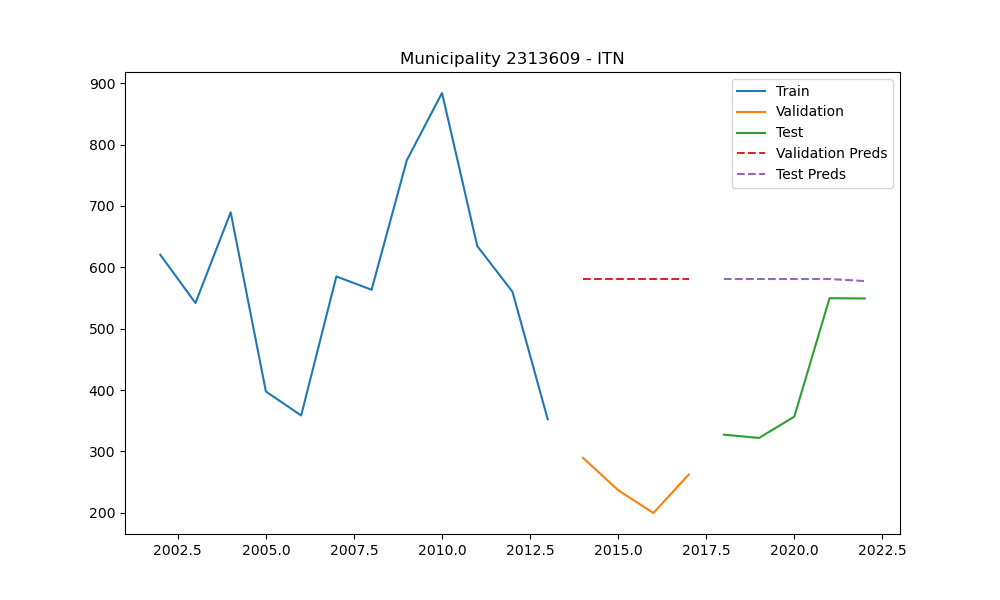 Municipality 2313609 - ITN
Train
Validation
Test
Validation Preds
Test Preds
900
800
700
600
500
400
300
200
2002.5 2005.0 2007.5 2010.0 2012.5 2015.0 2017.5 2020.0 2022.5